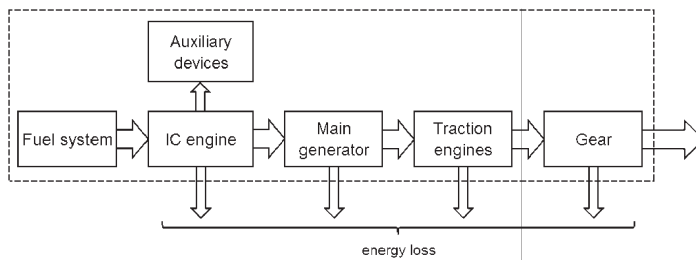 Auxiliary
devices
Fuel system
IC engine
Main
generator
Traction
engines
Gear
energy loss